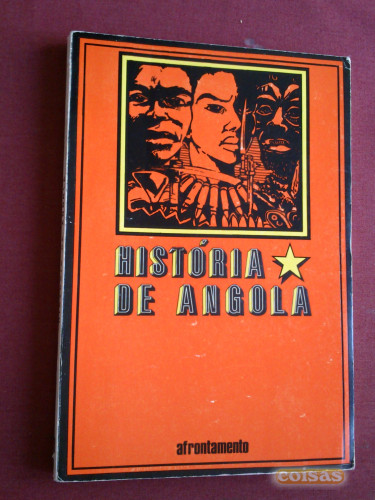 HISTÓRIA
DE ANGOLA
afrontamento
coisas